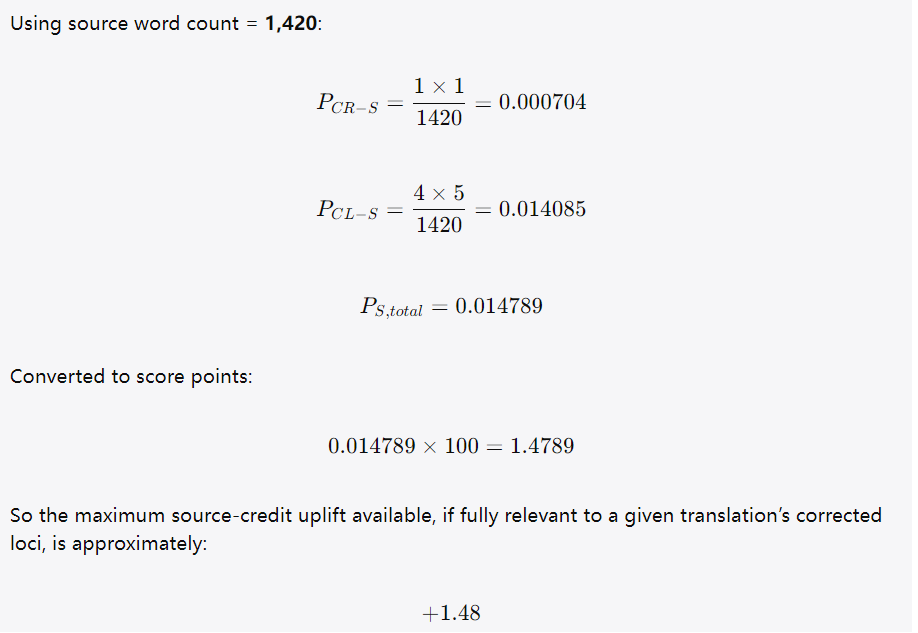 Using source word count = 1,420:
P_{CR-S} = \frac{1 × 1}{1420} = 0.000704
P_{CL-S} = \frac{4 × 5}{1420} = 0.014085
P_{S,total} = 0.014789
Converted to score points:
0.014789 × 100 = 1.4789
So the maximum source-credit uplift available, if fully relevant to a given translation’s corrected
loci, is approximately:
+1.48